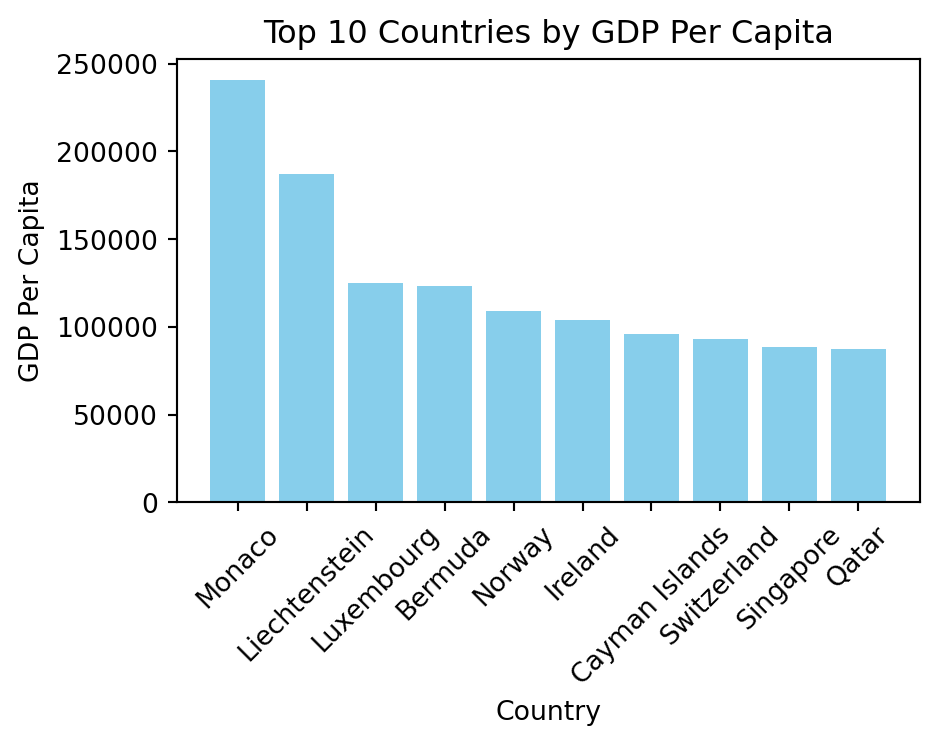 Top 10 Countries by GDP Per Capita
250000
200000
150000
100000
50000
0
GDP Per Capita
Monaco
Liechtenstein
Luxembourg
Bermuda
Norway
Ireland
Cayman Islands
Switzerland
Singapore
Qatar
Country